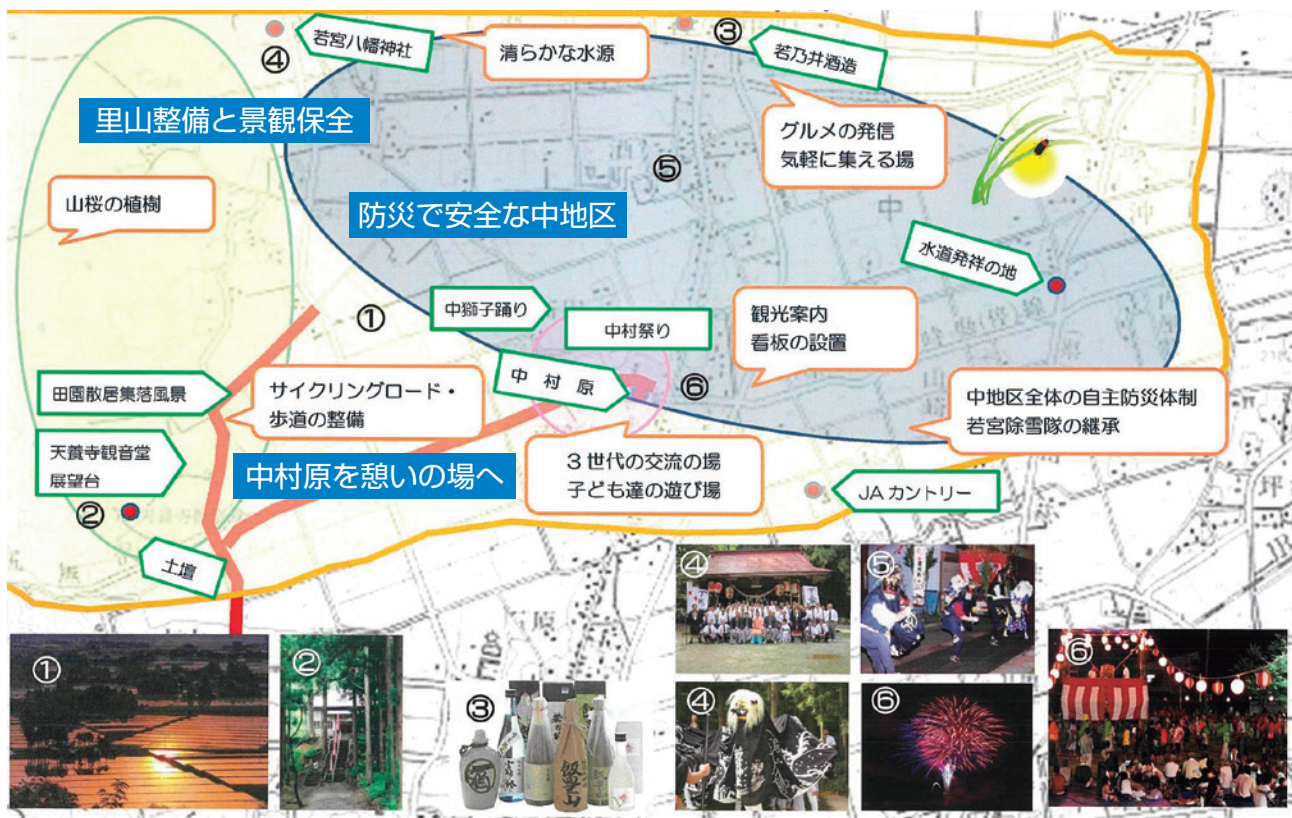 ④
若宮八幡神社
清らかな水源
③
若乃井酒造
里山整備と景観保全
グルメの発信
気軽に集える場
⑤
山桜の植樹
防災で安全な中地区
中
水道発祥の地
①
中獅子踊り
中村祭り
観光案内
看板の設置
中村原
⑥
田園散居集落風景
サイクリングロード・
歩道の整備
中地区全体の自主防災体制
若宮除雪隊の継承
天養寺観音堂
展望台
中村原を憩いの場へ
3世代の交流の場
子ども達の遊び場
JAカントリー
②
土壇
坪
原
①
②
③
飯豊山
④
⑤
④
⑥
⑥